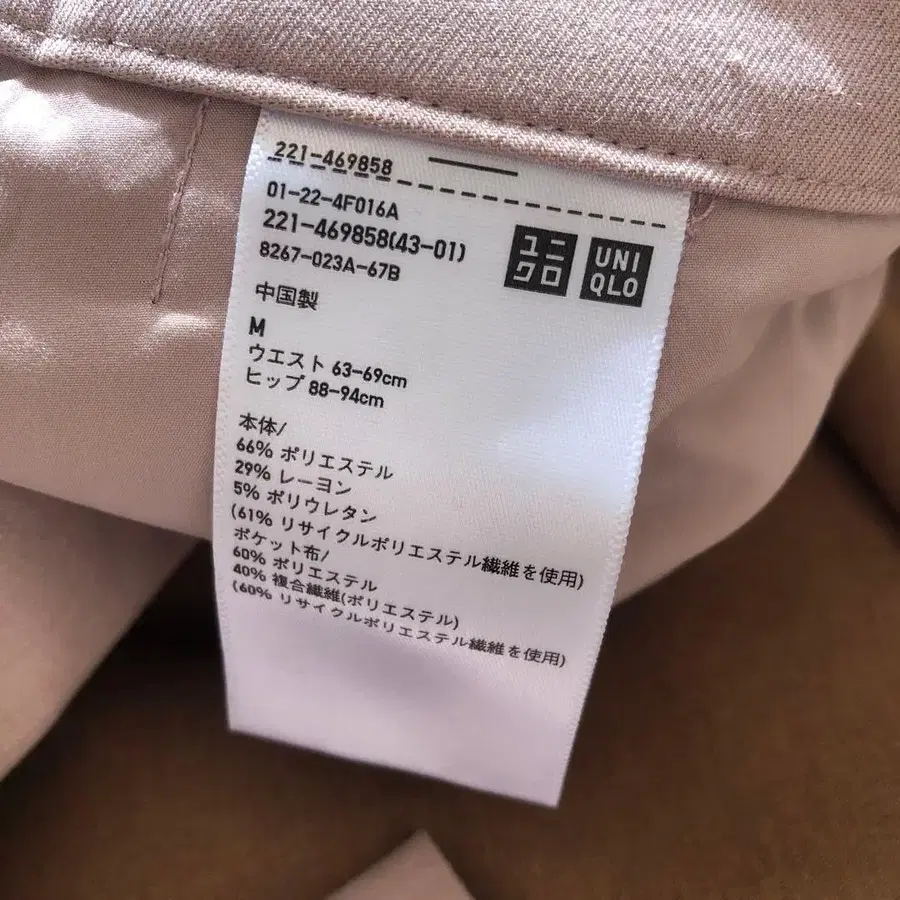 221-469858
01-22-4F016A
221-469858(43-01)
8267-023A-67B
ユニ
クロ
UNI
QLO
中国製
M
ウエスト 63-69cm
ヒップ 88-94cm
本体/
66% ポリエステル
29% レーヨン
5% ポリウレタン
(61% リサイクルポリエステル繊維を使用)
ポケット布/
60% ポリエステル
40% 複合繊維(ポリエステル)
(60% リサイクルポリエステル繊維を使用)